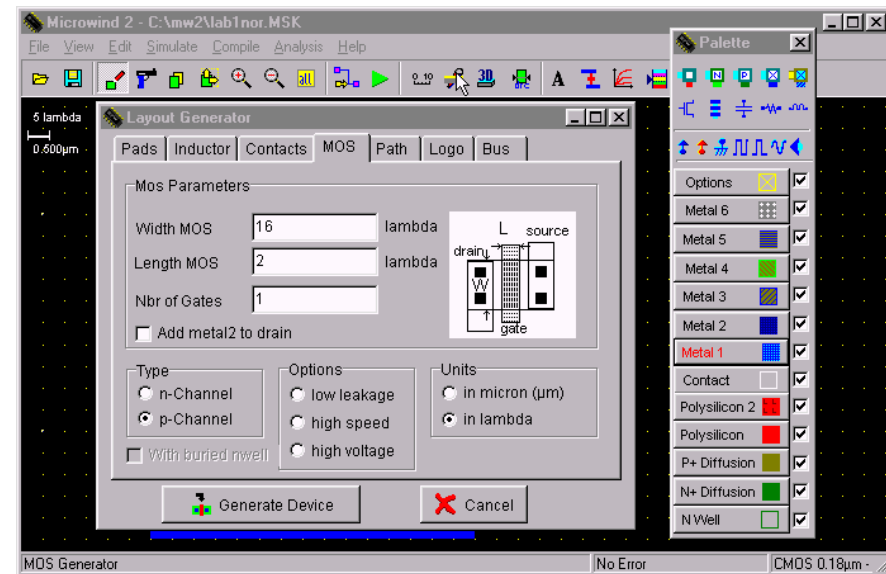 Microwind 2 - C:\mw2\lab1nor.MSK
File View Edit Simulate Compile Analysis Help
5 lambda
0.600µm
Layout Generator
Pads Inductor Contacts MOS Path Logo Bus
Mos Parameters
Width MOS 16 lambda
Length MOS 2 lambda
Nbr of Gates 1
Add metal2 to drain
L source
drain
W
gate
Type
n-Channel
p-Channel
With buried nwell
Options
low leakage
high speed
high voltage
Units
in micron (µm)
in lambda
Generate Device Cancel
Palette
Options
Metal 6
Metal 5
Metal 4
Metal 3
Metal 2
Metal 1
Contact
Polysilicon 2
Polysilicon
P+ Diffusion
N+ Diffusion
N Well
MOS Generator No Error CMOS 0.18µm -